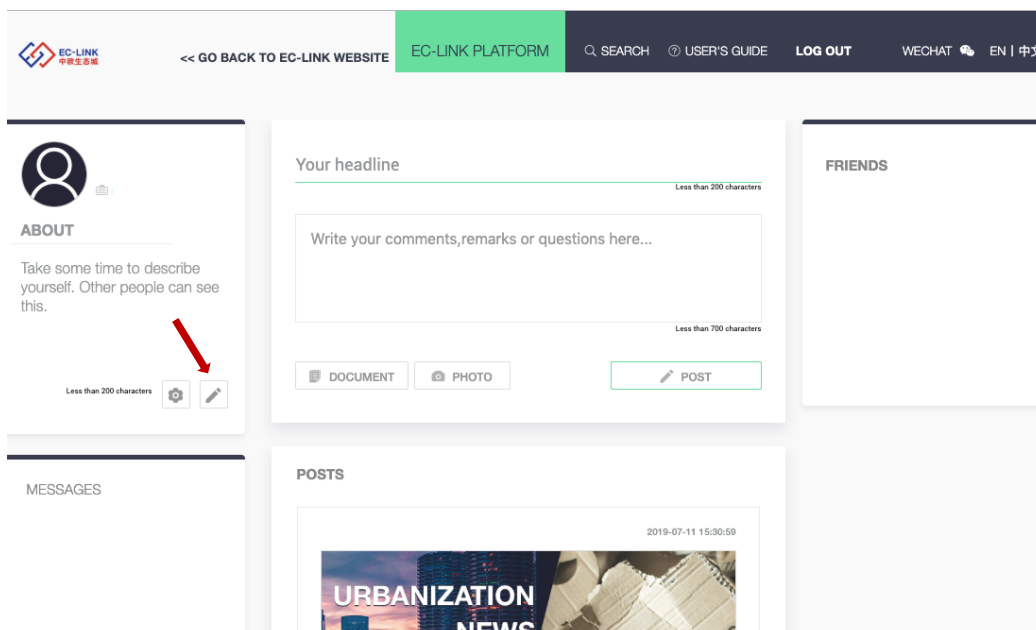 EC-LINK
中欧生态城
<< GO BACK TO EC-LINK WEBSITE
EC-LINK PLATFORM
SEARCH
USER'S GUIDE
LOG OUT
WECHAT
EN | 中文
Your headline
Less than 200 characters
FRIENDS
ABOUT
Take some time to describe
yourself. Other people can see
this.
Less than 200 characters
Write your comments,remarks or questions here...
Less than 700 characters
DOCUMENT
PHOTO
POST
MESSAGES
POSTS
2019-07-11 15:30:59
URBANIZATION
NEWS